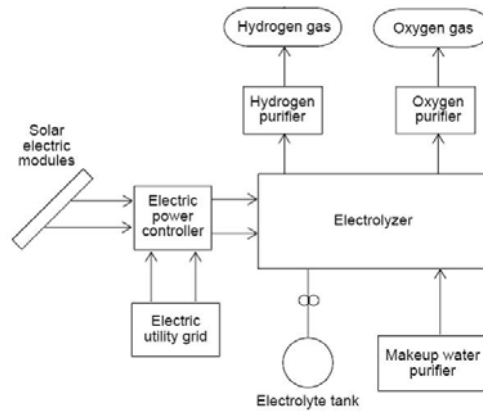 Hydrogen gas
Oxygen gas
Hydrogen
purifier
Oxygen
purifier
Solar
electric
modules
Electric
power
controller
Electrolyzer
Electric
utility grid
Electrolyte tank
Makeup water
purifier